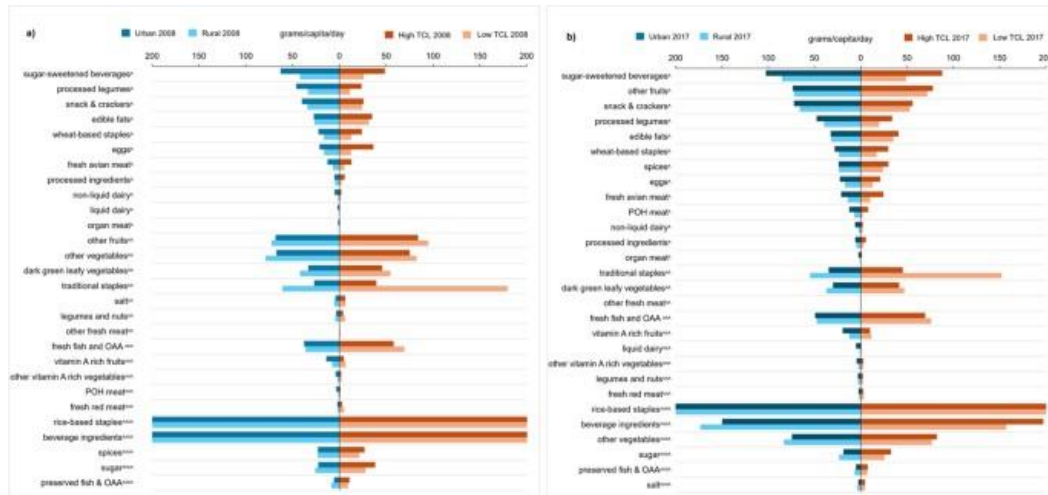 a)
Urban 2008 Rural 2008 grams/capita/day High TCL 2008 Low TCL 2008
200 150 100 50 0 50 100 150 200
sugar-sweetened beverages^
processed legumes^
snack & crackers^
edible fats^
wheat-based staples^
eggs^
fresh avian meat^
processed ingredients^
non-liquid dairy^
liquid dairy^
organ meat^
other fruits^^
other vegetables^^
dark green leafy vegetables^^
traditional staples^^
salt^^
legumes and nuts^^
other fresh meat^^
fresh fish and OAA ^^^
vitamin A rich fruits^^^
other vitamin A rich vegetables^^^
POH meat^^^
fresh red meat^^^
rice-based staples^^^^
beverage ingredients^^^^
spices^^^^
sugar^^^^
preserved fish & OAA^^^^
b)
Urban 2017 Rural 2017 grams/capita/day High TCL 2017 Low TCL 2017
200 150 100 50 0 50 100 150 200
sugar-sweetened beverages^
other fruits^
snack & crackers^
processed legumes^
edible fats^
wheat-based staples^
spices^
eggs^
fresh avian meat^
POH meat^
non-liquid dairy^
processed ingredients^
organ meat^
traditional staples^^
dark green leafy vegetables^^
other fresh meat^^
fresh fish and OAA ^^^
vitamin A rich fruits^^^
liquid dairy^^^
other vitamin A rich vegetables^^^
legumes and nuts^^^
fresh red meat^^^
rice-based staples^^^^
beverage ingredients^^^^
other vegetables^^^^
sugar^^^^
preserved fish & OAA^^^^
salt^^^^